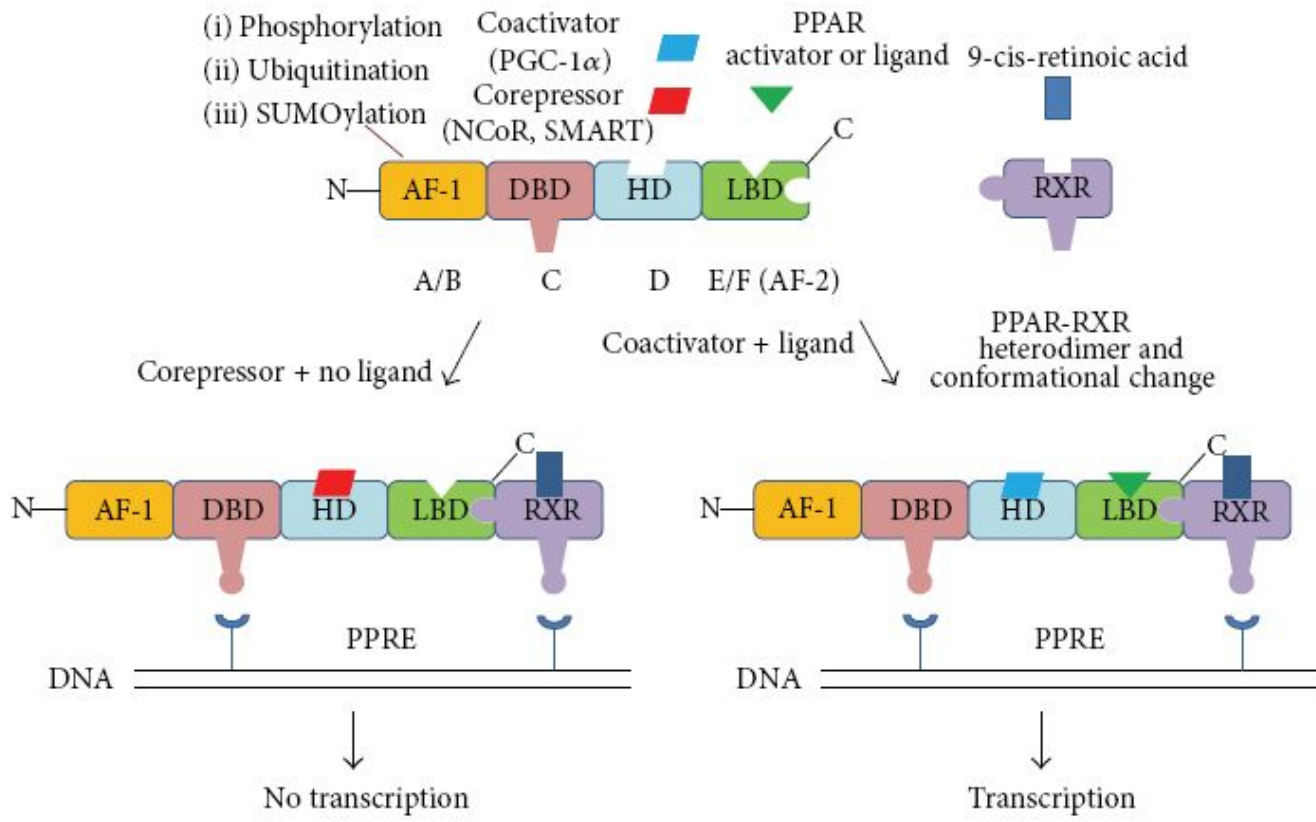 (i) Phosphorylation
(ii) Ubiquitination
(iii) SUMOylation
Coactivator
(PGC-1α)
Corepressor
(NCoR, SMART)
PPAR
activator or ligand
9-cis-retinoic acid
C
N
AF-1
DBD
HD
LBD
RXR
A/B
C
D
E/F (AF-2)
Corepressor + no ligand
Coactivator + ligand
PPAR-RXR
heterodimer and
conformational change
C
N
AF-1
DBD
HD
LBD
RXR
PPRE
DNA
No transcription
C
N
AF-1
DBD
HD
LBD
RXR
PPRE
DNA
Transcription